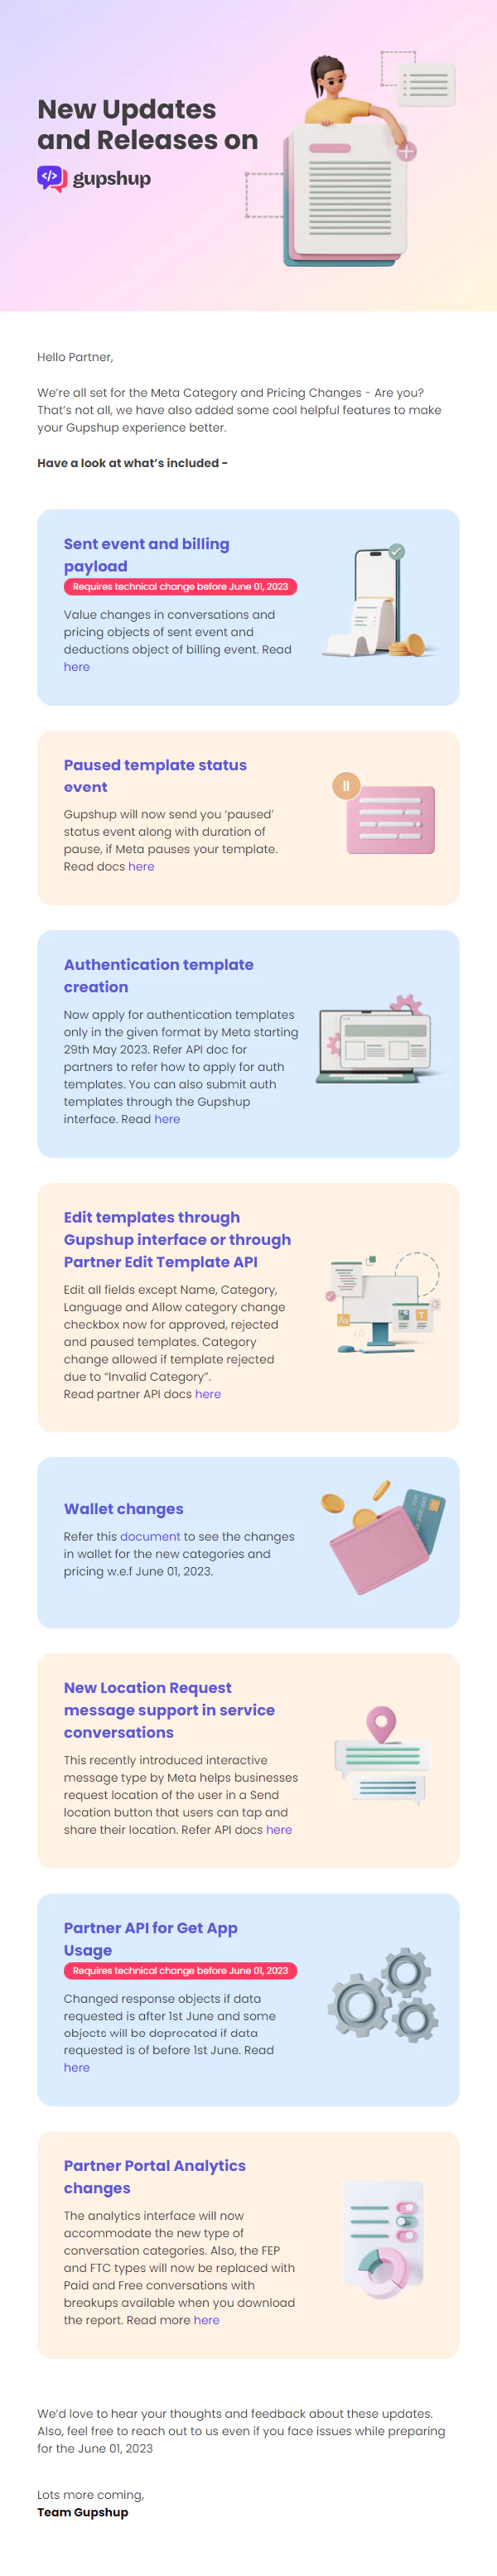 New Updates
and Releases on
</> gupshup
Hello Partner,
We're all set for the Meta Category and Pricing Changes - Are you?
That's not all, we have also added some cool helpful features to make
your Gupshup experience better.
Have a look at what's included -
Sent event and billing
payload
Requires technical change before June 01, 2023
Value changes in conversations and
pricing objects of sent event and
deductions object of billing event. Read
here
Paused template status
event
Gupshup will now send you ‘paused’
status event along with duration of
pause, if Meta pauses your template.
Read docs here
Authentication template
creation
Now apply for authentication templates
only in the given format by Meta starting
29th May 2023. Refer API doc for
partners to refer how to apply for auth
templates. You can also submit auth
templates through the Gupshup
interface. Read here
Edit templates through
Gupshup interface or through
Partner Edit Template API
Edit all fields except Name, Category,
Language and Allow category change
checkbox now for approved, rejected
and paused templates. Category
change allowed if template rejected
due to “Invalid Category”.
Read partner API docs here
Aa
T
</>
Wallet changes
Refer this document to see the changes
in wallet for the new categories and
pricing w.e.f June 01, 2023.
New Location Request
message support in service
conversations
This recently introduced interactive
message type by Meta helps businesses
request location of the user in a Send
location button that users can tap and
share their location. Refer API docs here
Partner API for Get App
Usage
Requires technical change before June 01, 2023
Changed response objects if data
requested is after 1st June and some
objects will be deprecated if data
requested is of before 1st June. Read
here
Partner Portal Analytics
changes
The analytics interface will now
accommodate the new type of
conversation categories. Also, the FEP
and FTC types will now be replaced with
Paid and Free conversations with
breakups available when you download
the report. Read more here
We'd love to hear your thoughts and feedback about these updates.
Also, feel free to reach out to us even if you face issues while preparing
for the June 01, 2023
Lots more coming,
Team Gupshup